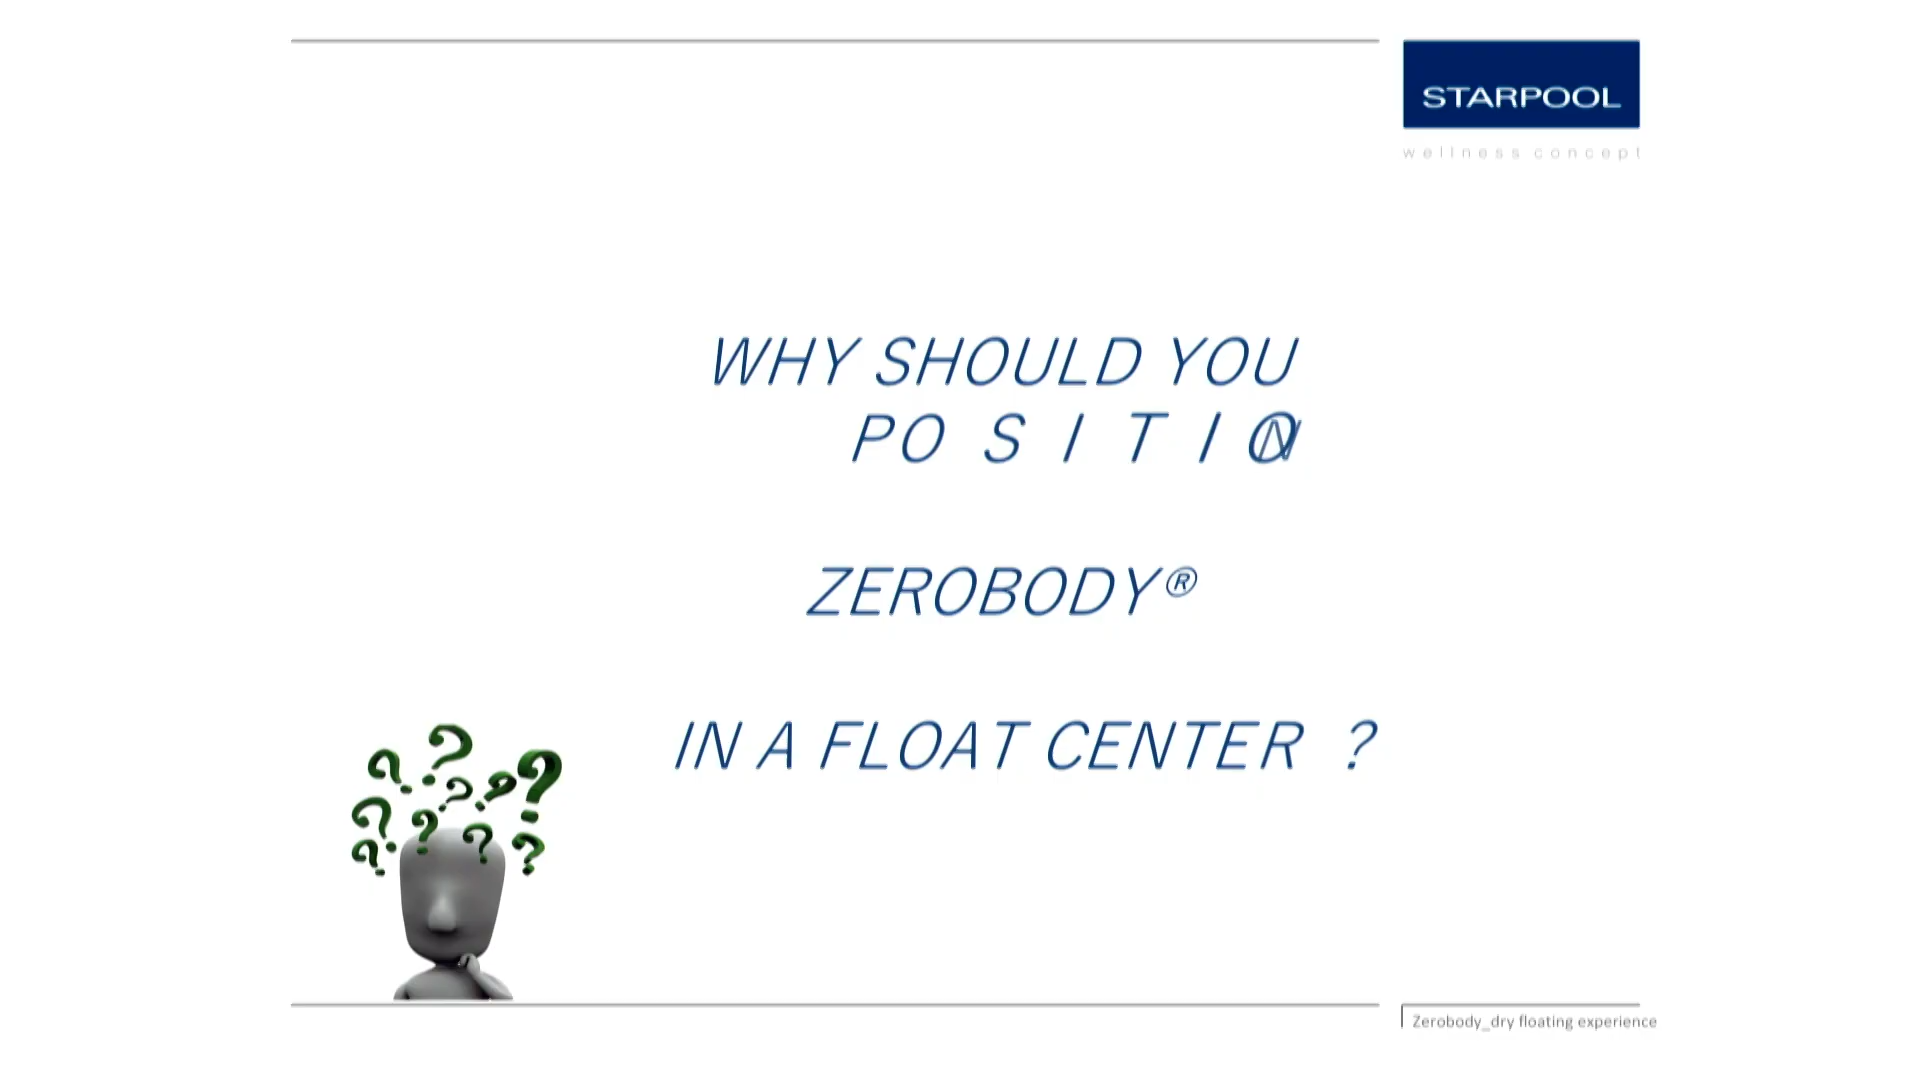 STARPOOL
wellness concept
WHY SHOULD YOU
POSITION
ZEROBODY®
IN A FLOAT CENTER ?
Zerobody_dry floating experience